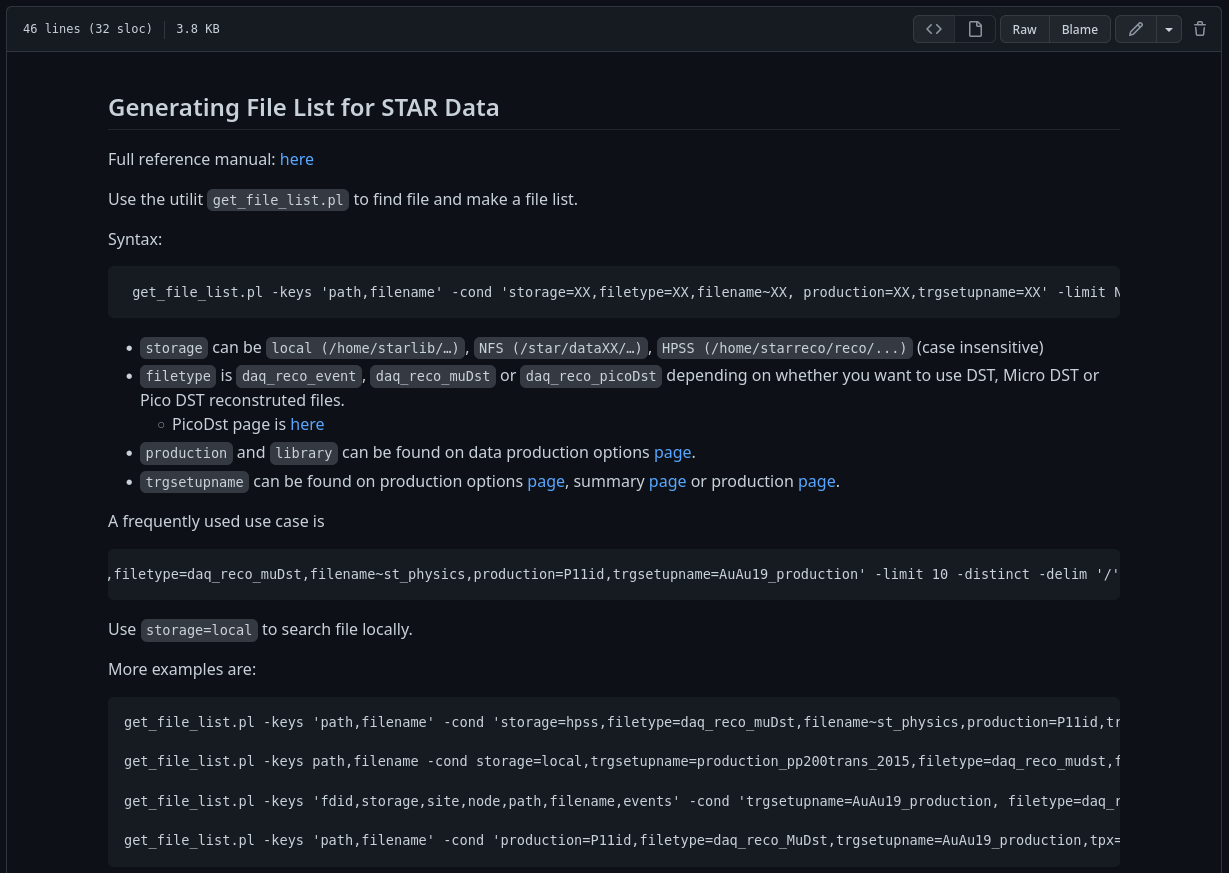 46 lines (32 sloc) 3.8 KB Raw Blame
Generating File List for STAR Data
Full reference manual: here
Use the utilit get_file_list.pl to find file and make a file list.
Syntax:
get_file_list.pl -keys 'path,filename' -cond 'storage=XX,filetype=XX,filename~XX, production=XX,trgsetupname=XX' -limit N
• storage can be local (/home/starlib/…), NFS (/star/dataXX/…), HPSS (/home/starreco/reco/...) (case insensitive)
• filetype is daq_reco_event, daq_reco_muDst or daq_reco_picoDst depending on whether you want to use DST, Micro DST or
Pico DST reconstruted files.
○ PicoDst page is here
• production and library can be found on data production options page.
• trgsetupname can be found on production options page, summary page or production page.
A frequently used use case is
,filetype=daq_reco_muDst,filename~st_physics,production=P11id,trgsetupname=AuAu19_production' -limit 10 -distinct -delim '/'
Use storage=local to search file locally.
More examples are:
get_file_list.pl -keys 'path,filename' -cond 'storage=hpss,filetype=daq_reco_muDst,filename~st_physics,production=P11id,tr
get_file_list.pl -keys path,filename -cond storage=local,trgsetupname=production_pp200trans_2015,filetype=daq_reco_mudst,f
get_file_list.pl -keys 'fdid,storage,site,node,path,filename,events' -cond 'trgsetupname=AuAu19_production, filetype=daq_r
get_file_list.pl -keys 'path,filename' -cond 'production=P11id,filetype=daq_reco_MuDst,trgsetupname=AuAu19_production,tpx=